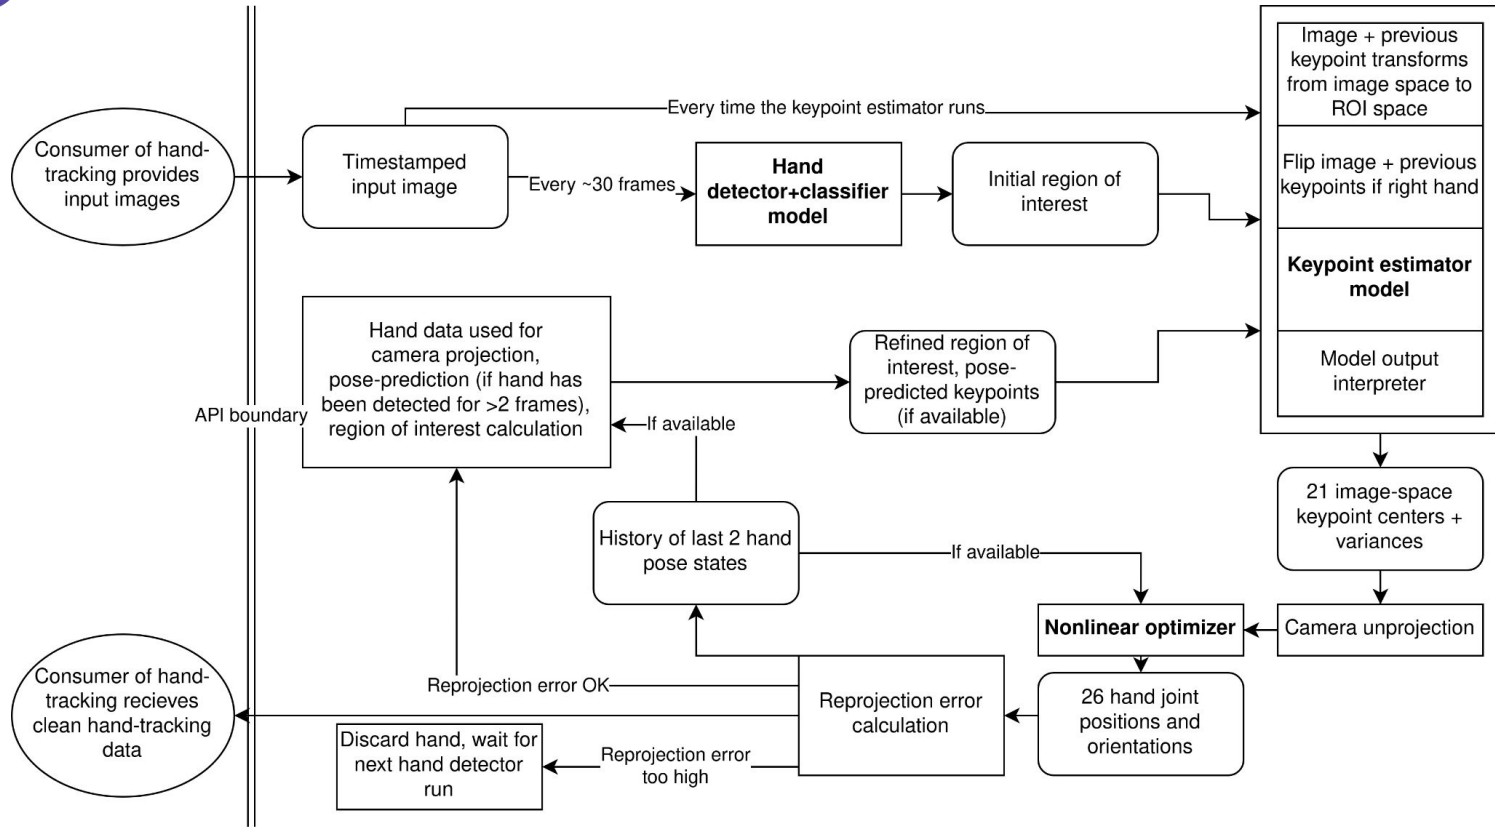 Image + previous
keypoint transforms
from image space to
ROI space
Every time the keypoint estimator runs
Consumer of hand-
tracking provides
input images
Timestamped
input image
Every ~30 frames
Hand
detector+classifier
model
Initial region of
interest
Flip image + previous
keypoints if right hand
Keypoint estimator
model
Model output
interpreter
Hand data used for
camera projection,
pose-prediction (if hand has
been detected for >2 frames),
region of interest calculation
Refined region of
interest, pose-
predicted keypoints
(if available)
API boundary
If available
21 image-space
keypoint centers +
variances
History of last 2 hand
pose states
If available
Nonlinear optimizer
Camera unprojection
Consumer of hand-
tracking recieves
clean hand-tracking
data
Reprojection error OK
Reprojection error
calculation
26 hand joint
positions and
orientations
Discard hand, wait for
next hand detector
run
Reprojection error
too high